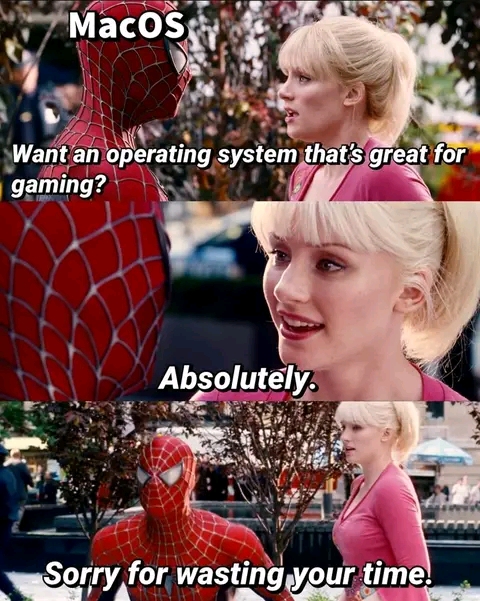 MacOS
Want an operating system that's great for
gaming?
Absolutely.
Sorry for wasting your time.